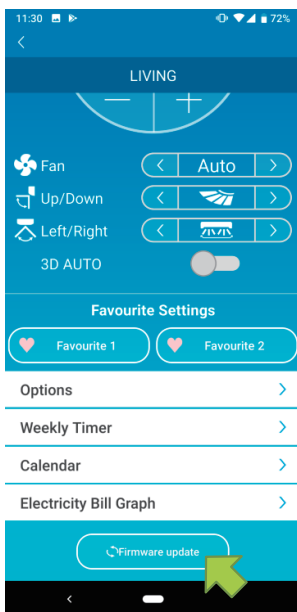 11:30 72%
LIVING
Fan Auto
Up/Down
Left/Right
3D AUTO
Favourite Settings
Favourite 1 Favourite 2
Options
Weekly Timer
Calendar
Electricity Bill Graph
Firmware update